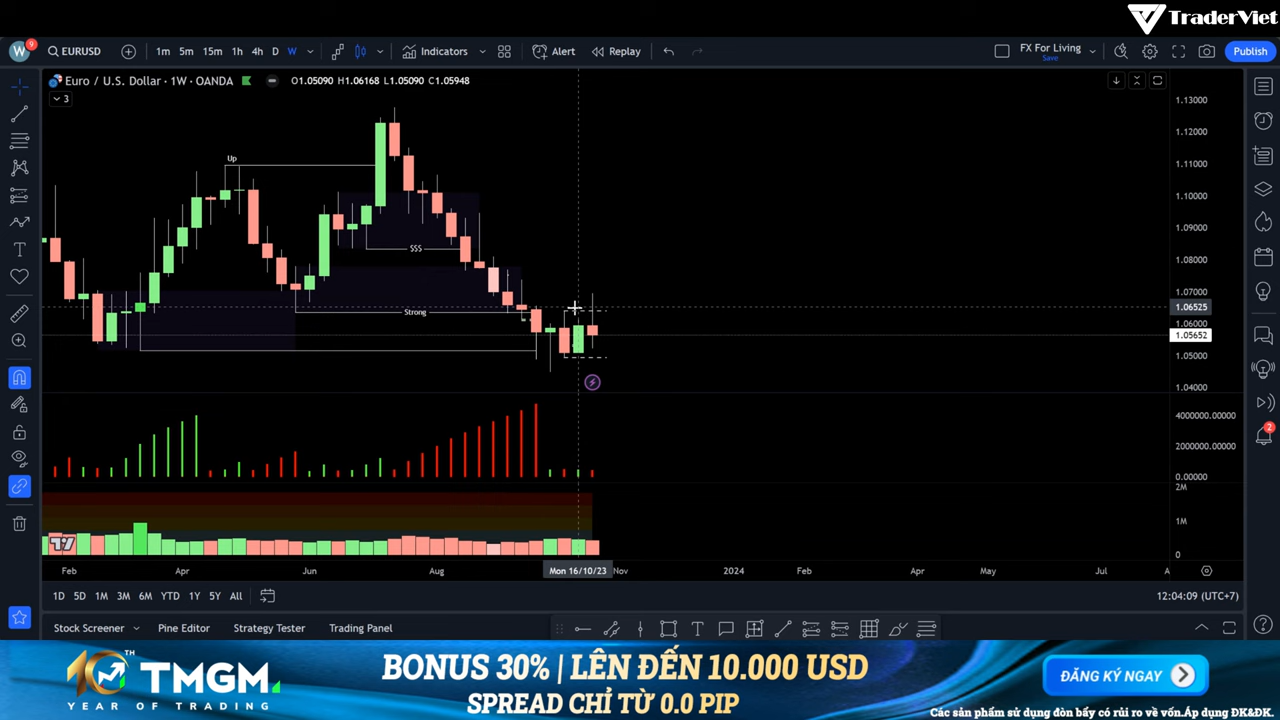 TraderViet
W 9 EURUSD 1m 5m 15m 1h 4h D W Indicators Alert Replay FX For Living Save Publish
Euro / U.S. Dollar · 1W · OANDA O1.05090 H1.06168 L1.05090 C1.05948
3
1.13000
1.12000
Up
1.11000
1.10000
1.09000
$$$
1.08000
1.07000
1.06525
Strong
1.06000
1.05652
1.05000
1.04000
4000000.00000
2000000.00000
2
0.00000
2M
1M
0
Feb Apr Jun Aug Mon 16/10/23 Nov 2024 Feb Apr May Jul A
1D 5D 1M 3M 6M YTD 1Y 5Y All 12:04:09 (UTC+7)
Stock Screener Pine Editor Strategy Tester Trading Panel
10TH TMGM
YEAR OF TRADING
BONUS 30% | LÊN ĐẾN 10.000 USD
SPREAD CHỈ TỪ 0.0 PIP
ĐĂNG KÝ NGAY
Các sản phẩm sử dụng đòn bẩy có rủi ro về vốn.Áp dụng ĐK&ĐK.